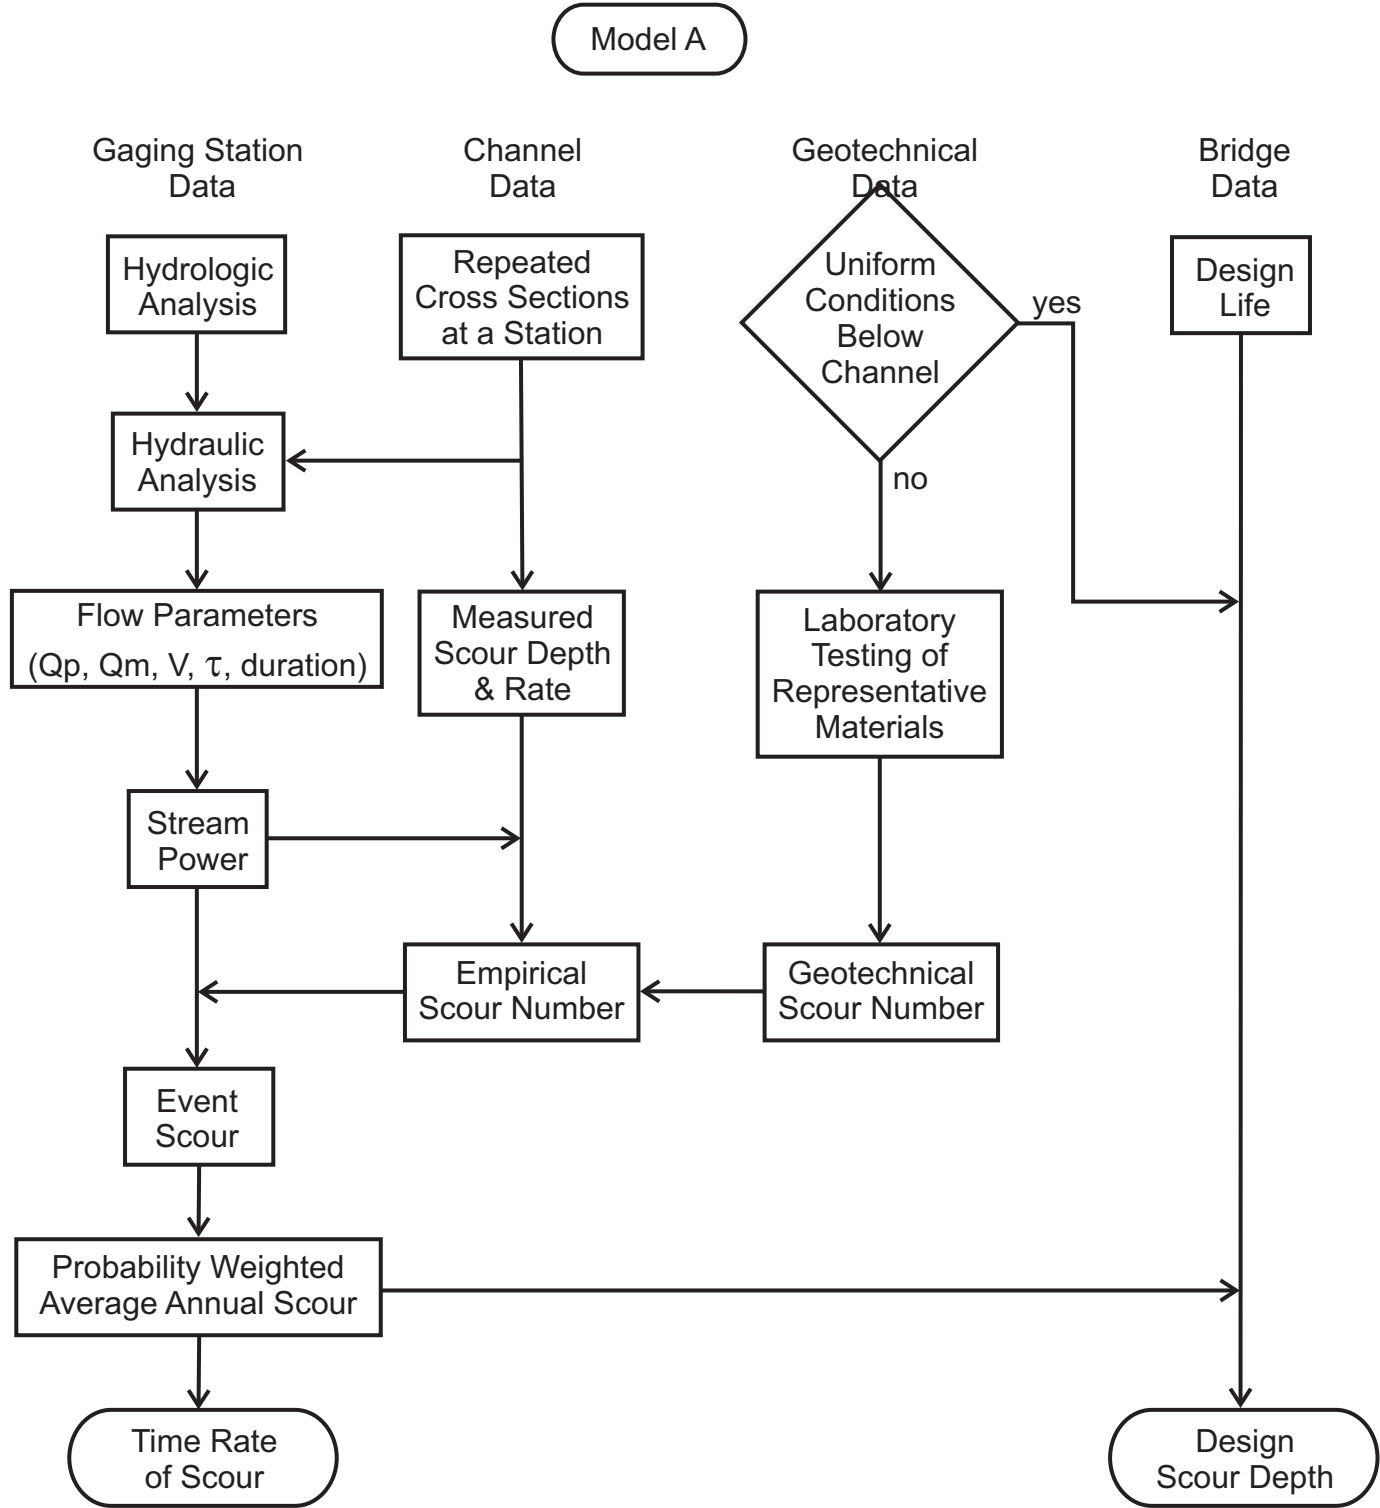 Model A
Gaging Station
Data
Channel
Data
Geotechnical
Data
Bridge
Data
Hydrologic
Analysis
Repeated
Cross Sections
at a Station
Uniform
Conditions
Below
Channel
yes
Design
Life
Hydraulic
Analysis
no
Flow Parameters
(Qp, Qm, V, τ, duration)
Measured
Scour Depth
& Rate
Laboratory
Testing of
Representative
Materials
Stream
Power
Empirical
Scour Number
Geotechnical
Scour Number
Event
Scour
Probability Weighted
Average Annual Scour
Time Rate
of Scour
Design
Scour Depth